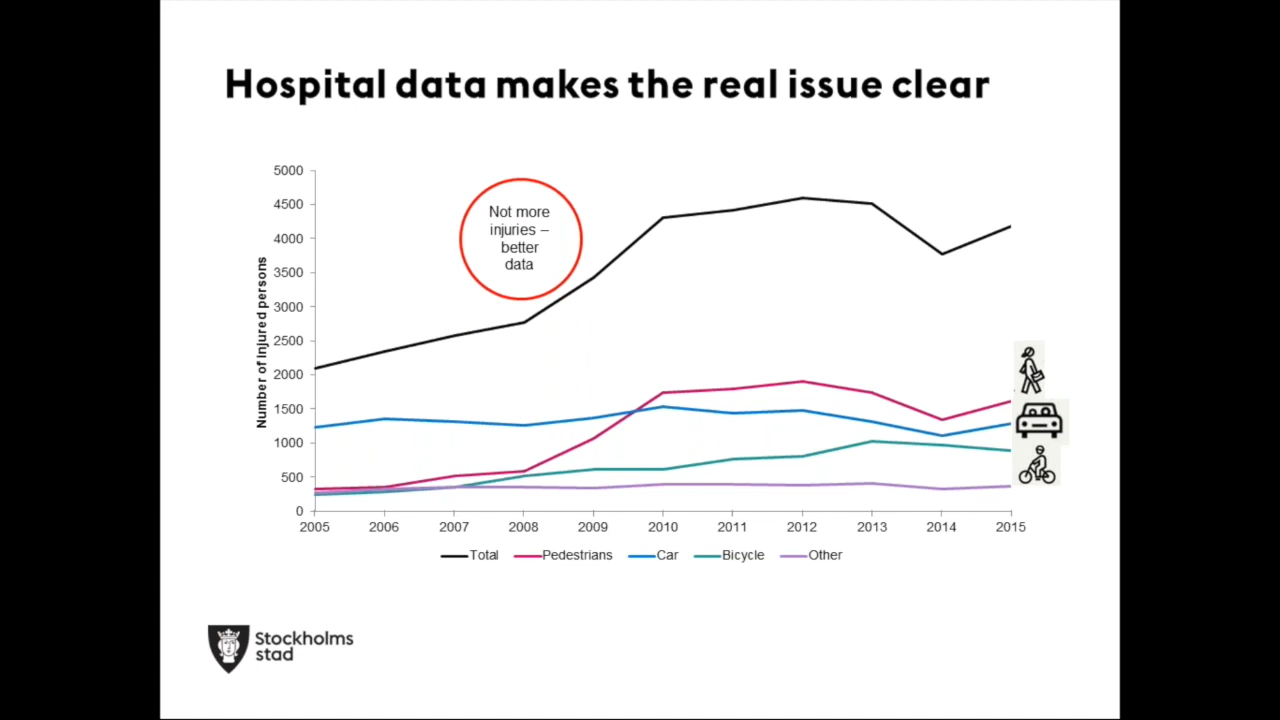 Hospital data makes the real issue clear
5000
4500
4000
3500
3000
2500
2000
1500
1000
500
0
Number of injured persons
Not more
injuries –
better
data
2005 2006 2007 2008 2009 2010 2011 2012 2013 2014 2015
Total Pedestrians Car Bicycle Other
Stockholms
stad